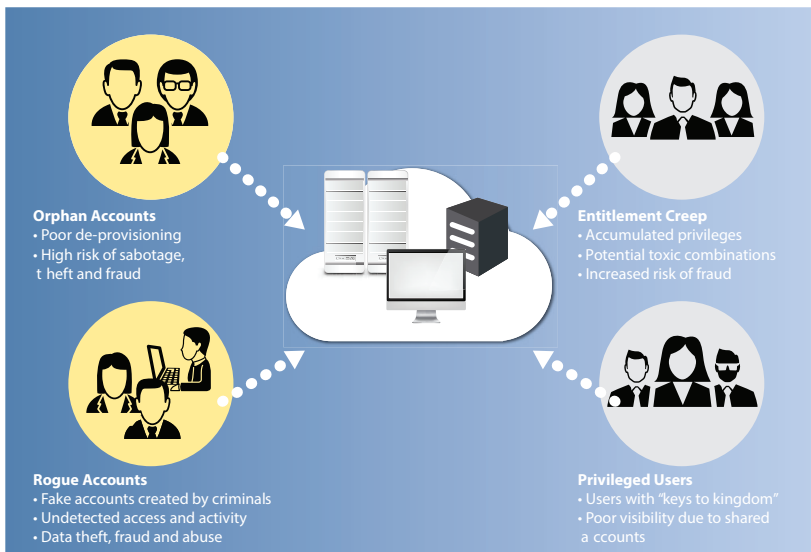 Orphan Accounts
• Poor de-provisioning
• High risk of sabotage,
t heft and fraud
Entitlement Creep
• Accumulated privileges
• Potential toxic combinations
• Increased risk of fraud
Rogue Accounts
• Fake accounts created by criminals
• Undetected access and activity
• Data theft, fraud and abuse
Privileged Users
• Users with “keys to kingdom”
• Poor visibility due to shared
a ccounts